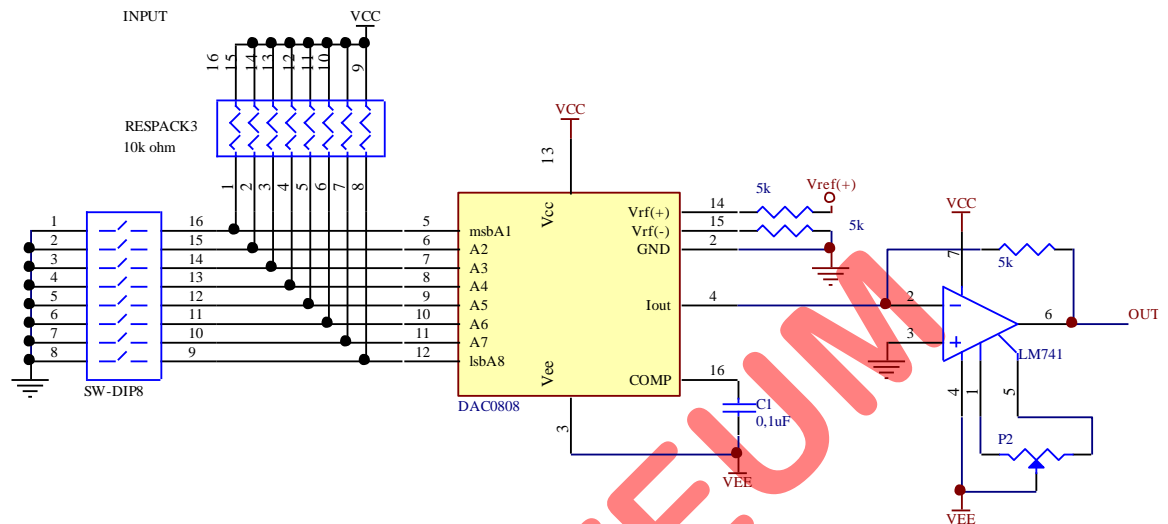 INPUT
VCC
16 15 14 13 12 11 10 9
RESPACK3
10k ohm
1 2 3 4 5 6 7 8
VCC
13
Vcc
5k
Vref(+)
14 Vrf(+)
15 Vrf(-)
5k
2 GND
1 16 5 msbA1
2 15 6 A2
3 14 7 A3
4 13 8 A4
5 12 9 A5
6 11 10 A6
7 10 11 A7
8 9 12 lsbA8
SW-DIP8
Iout 4
COMP 16
Vee
3
DAC0808
C1
0,1uF
VEE
VCC
7
5k
2
3
6
OUT
LM741
4
1
5
P2
VEE
EUM